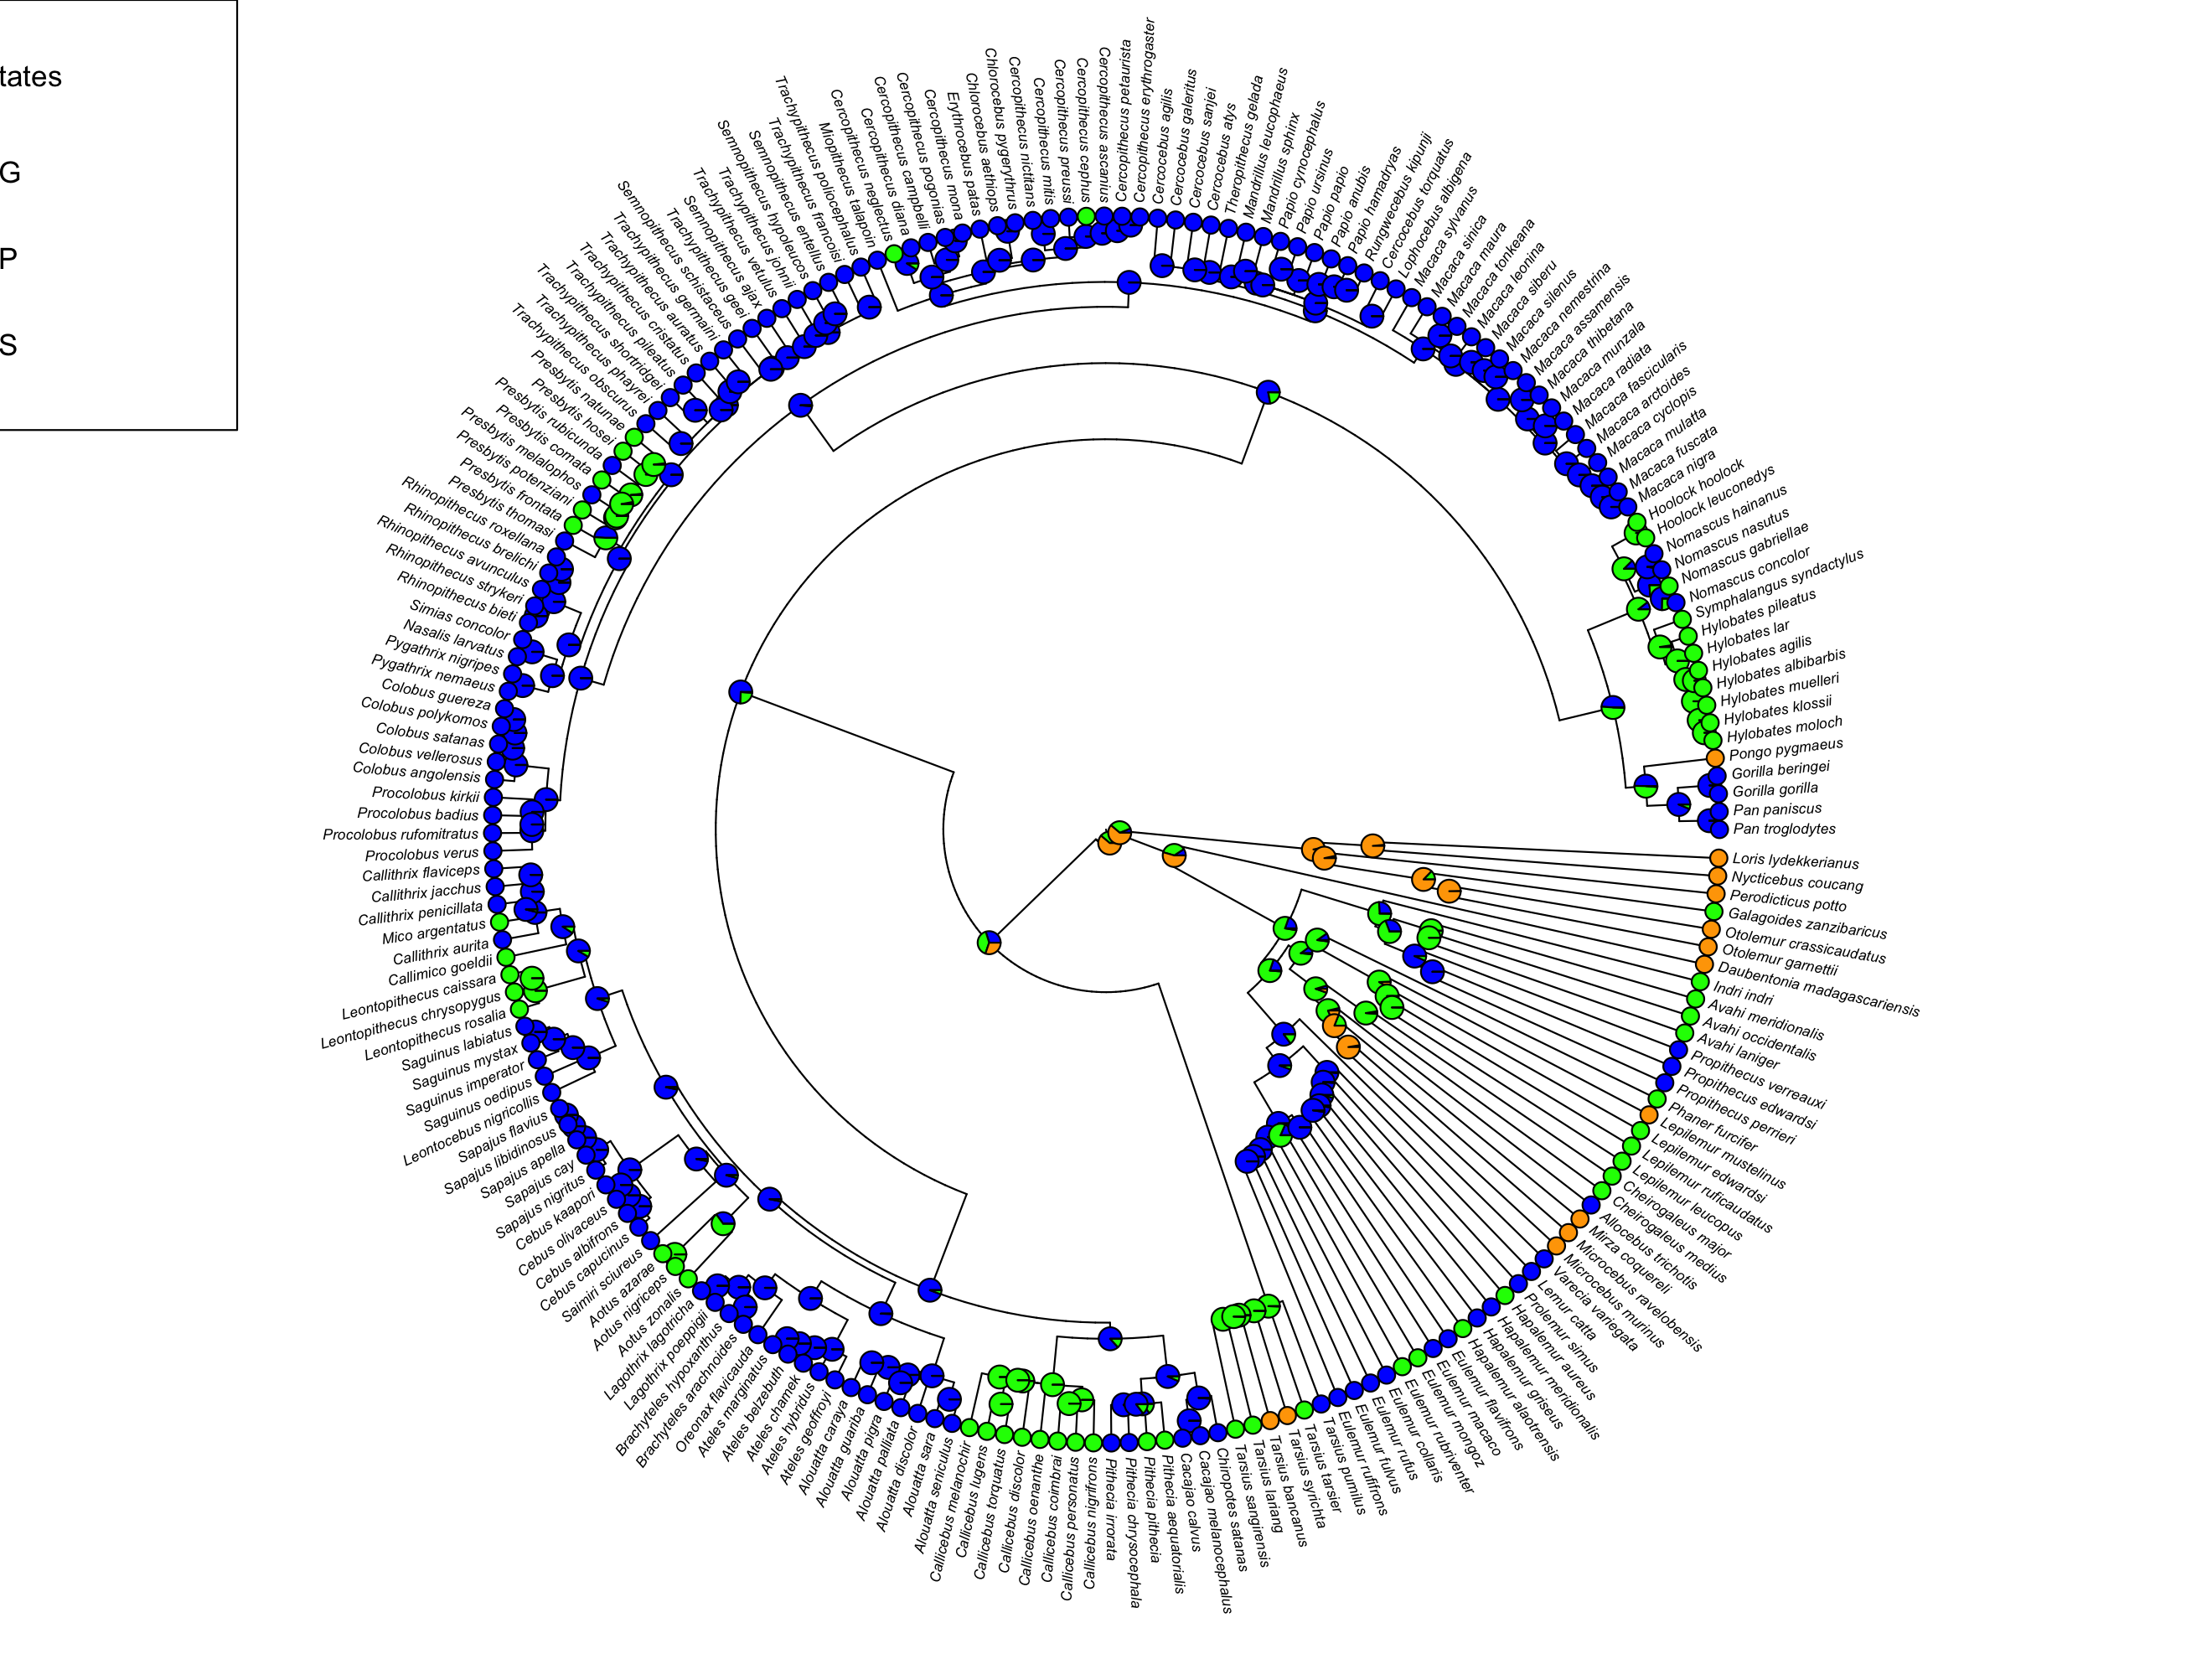 tates
G
P
S
Pan troglodytes
Pan paniscus
Gorilla gorilla
Gorilla beringei
Pongo pygmaeus
Hylobates moloch
Hylobates klossii
Hylobates muelleri
Hylobates albibarbis
Hylobates agilis
Hylobates lar
Hylobates pileatus
Symphalangus syndactylus
Nomascus concolor
Nomascus gabriellae
Nomascus nasutus
Nomascus hainanus
Hoolock leuconedys
Hoolock hoolock
Macaca nigra
Macaca fuscata
Macaca mulatta
Macaca cyclopis
Macaca arctoides
Macaca fascicularis
Macaca radiata
Macaca munzala
Macaca thibetana
Macaca assamensis
Macaca nemestrina
Macaca silenus
Macaca siberu
Macaca leonina
Macaca tonkeana
Macaca maura
Macaca sinica
Macaca sylvanus
Lophocebus albigena
Cercocebus torquatus
Rungwecebus kipunji
Papio hamadryas
Papio anubis
Papio papio
Papio ursinus
Papio cynocephalus
Mandrillus sphinx
Mandrillus leucophaeus
Theropithecus gelada
Cercocebus atys
Cercocebus sanjei
Cercocebus galeritus
Cercocebus agilis
Cercopithecus erythrogaster
Cercopithecus petaurista
Cercopithecus ascanius
Cercopithecus cephus
Cercopithecus preussi
Cercopithecus mitis
Cercopithecus nictitans
Chlorocebus pygerythrus
Chlorocebus aethiops
Erythrocebus patas
Cercopithecus mona
Cercopithecus pogonias
Cercopithecus campbelli
Cercopithecus diana
Cercopithecus neglectus
Miopithecus talapoin
Trachypithecus poliocephalus
Trachypithecus francoisi
Semnopithecus entellus
Semnopithecus hypoleucos
Trachypithecus johnii
Trachypithecus vetulus
Semnopithecus ajax
Trachypithecus geei
Semnopithecus schistaceus
Trachypithecus germaini
Trachypithecus auratus
Trachypithecus cristatus
Trachypithecus pileatus
Trachypithecus shortridgei
Trachypithecus phayrei
Trachypithecus obscurus
Presbytis natunae
Presbytis hosei
Presbytis rubicunda
Presbytis comata
Presbytis melalophos
Presbytis potenziani
Presbytis frontata
Presbytis thomasi
Rhinopithecus roxellana
Rhinopithecus brelichi
Rhinopithecus avunculus
Rhinopithecus strykeri
Rhinopithecus bieti
Simias concolor
Nasalis larvatus
Pygathrix nigripes
Pygathrix nemaeus
Colobus guereza
Colobus polykomos
Colobus satanas
Colobus vellerosus
Colobus angolensis
Procolobus kirkii
Procolobus badius
Procolobus rufomitratus
Procolobus verus
Callithrix flaviceps
Callithrix jacchus
Callithrix penicillata
Mico argentatus
Callithrix aurita
Callimico goeldii
Leontopithecus caissara
Leontopithecus chrysopygus
Leontopithecus rosalia
Saguinus labiatus
Saguinus mystax
Saguinus imperator
Saguinus oedipus
Leontocebus nigricollis
Sapajus flavius
Sapajus libidinosus
Sapajus apella
Sapajus cay
Sapajus nigritus
Cebus kaapori
Cebus olivaceus
Cebus albifrons
Cebus capucinus
Saimiri sciureus
Aotus azarae
Aotus nigriceps
Aotus zonalis
Lagothrix lagotricha
Lagothrix poeppigii
Brachyteles hypoxanthus
Brachyteles arachnoides
Oreonax flavicauda
Ateles marginatus
Ateles belzebuth
Ateles chamek
Ateles hybridus
Ateles geoffroyi
Alouatta caraya
Alouatta guariba
Alouatta pigra
Alouatta palliata
Alouatta discolor
Alouatta sara
Alouatta seniculus
Callicebus melanochir
Callicebus lugens
Callicebus torquatus
Callicebus discolor
Callicebus oenanthe
Callicebus coimbrai
Callicebus personatus
Callicebus nigrifrons
Pithecia irrorata
Pithecia chrysocephala
Pithecia pithecia
Pithecia aequatorialis
Cacajao calvus
Cacajao melanocephalus
Chiropotes satanas
Tarsius sangirensis
Tarsius lariang
Tarsius bancanus
Tarsius syrichta
Tarsius tarsier
Tarsius pumilus
Eulemur rufifrons
Eulemur fulvus
Eulemur rufus
Eulemur collaris
Eulemur rubriventer
Eulemur mongoz
Eulemur macaco
Eulemur flavifrons
Hapalemur alaotrensis
Hapalemur griseus
Hapalemur meridionalis
Hapalemur aureus
Prolemur simus
Lemur catta
Varecia variegata
Microcebus murinus
Microcebus ravelobensis
Mirza coquereli
Allocebus trichotis
Cheirogaleus medius
Cheirogaleus major
Lepilemur leucopus
Lepilemur ruficaudatus
Lepilemur edwardsi
Lepilemur mustelinus
Phaner furcifer
Propithecus perrieri
Propithecus edwardsi
Propithecus verreauxi
Avahi laniger
Avahi occidentalis
Avahi meridionalis
Indri indri
Daubentonia madagascariensis
Otolemur garnettii
Otolemur crassicaudatus
Galagoides zanzibaricus
Perodicticus potto
Nycticebus coucang
Loris lydekkerianus